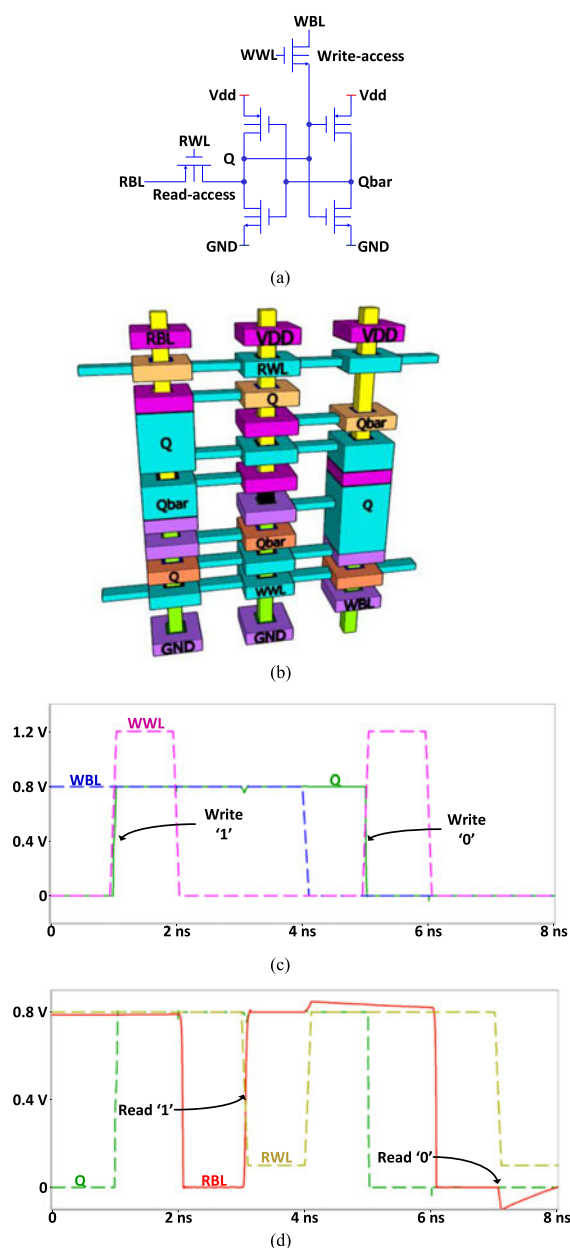 WBL
WWL Write-access
Vdd Vdd
RWL
Q
RBL Qbar
Read-access
GND GND
(a)
RBL VDD VDD
RWL
Q
Qbar
Q
Qbar Q
Qbar
Q
WWL WBL
GND GND
(b)
1.2 V WWL
0.8 V WBL Q
Write Write
0.4 V '1' '0'
0
0 2 ns 4 ns 6 ns 8 ns
(c)
0.8 V
0.4 V
Read '1'
RWL
Read '0'
0 Q RBL
0 2 ns 4 ns 6 ns 8 ns
(d)